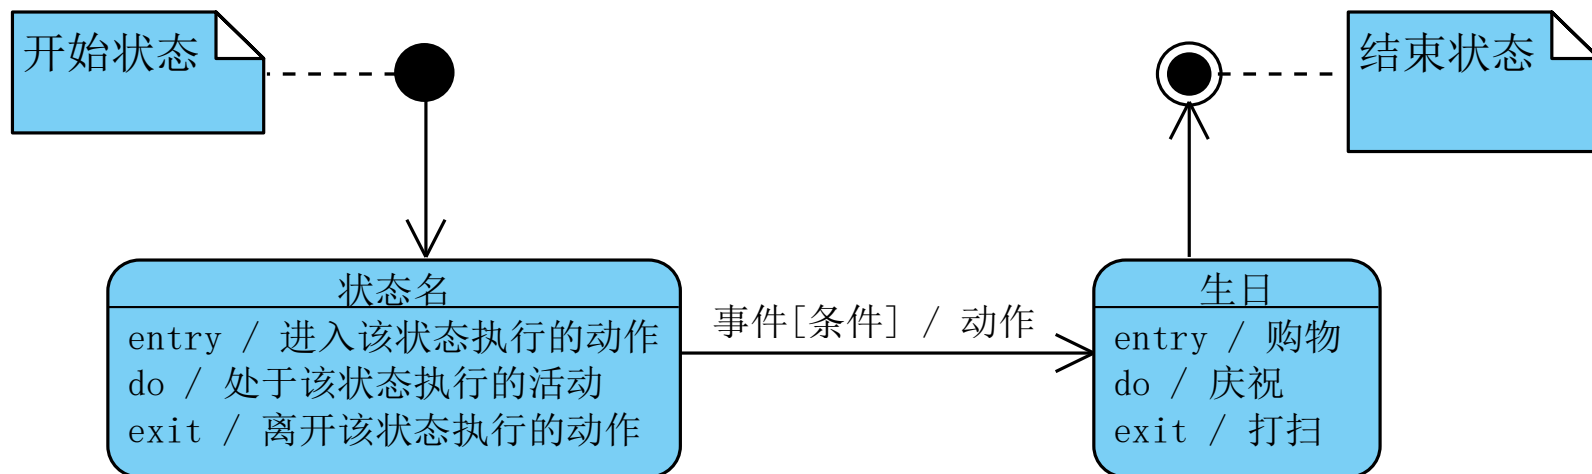 开始状态
结束状态
状态名
entry / 进入该状态执行的动作
do / 处于该状态执行的活动
exit / 离开该状态执行的动作
事件[条件] / 动作
生日
entry / 购物
do / 庆祝
exit / 打扫